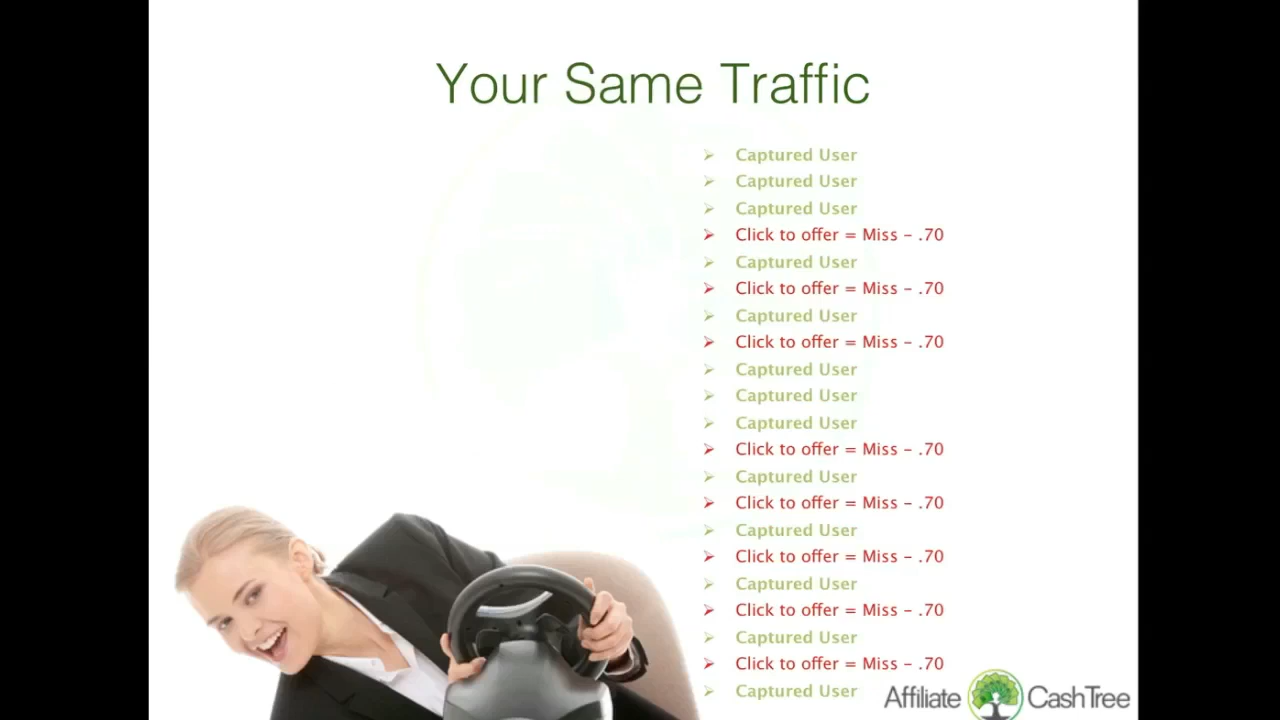 Your Same Traffic
➢ Captured User
➢ Captured User
➢ Captured User
➢ Click to offer = Miss – .70
➢ Captured User
➢ Click to offer = Miss – .70
➢ Captured User
➢ Click to offer = Miss – .70
➢ Captured User
➢ Captured User
➢ Captured User
➢ Click to offer = Miss – .70
➢ Captured User
➢ Click to offer = Miss – .70
➢ Captured User
➢ Click to offer = Miss – .70
➢ Captured User
➢ Click to offer = Miss – .70
➢ Captured User
➢ Click to offer = Miss – .70
➢ Captured User
Affiliate CashTree